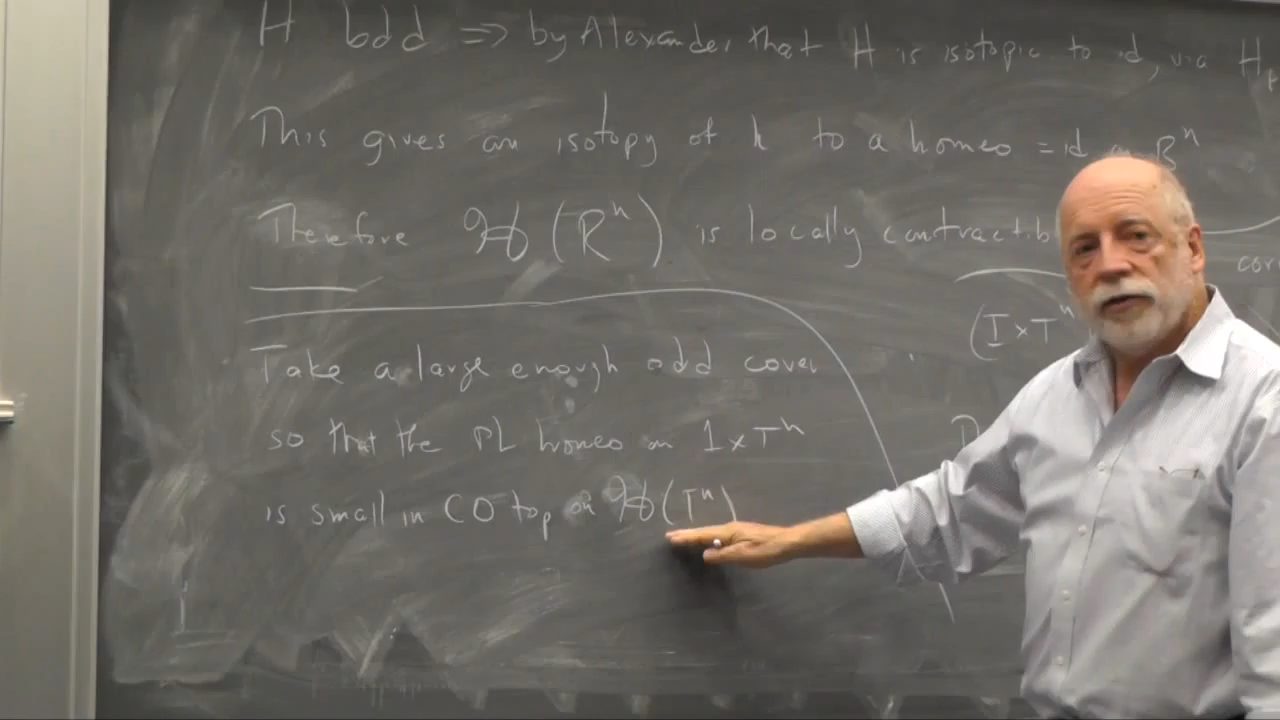 H bdd ⇒ by Alexander that H is isotopic to id, via H
This gives an isotopy of h to a homeo = id on B^n
Therefore ℋ(R^n) is locally contractib
(I × T^n
Take a large enough odd cover
so that the PL homeo on 1 × T^n
is small in CO top on ℋ(T^n)